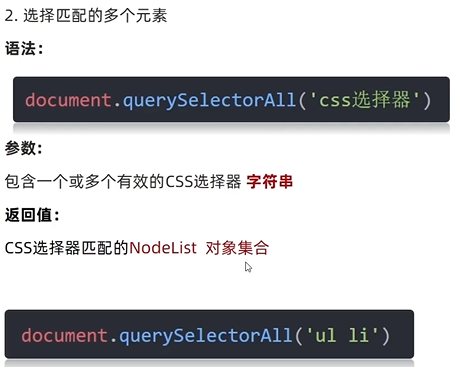 2. 选择匹配的多个元素
语法：
document.querySelectorAll('css选择器')
参数：
包含一个或多个有效的CSS选择器 字符串
返回值：
CSS选择器匹配的NodeList 对象集合
document.querySelectorAll('ul li')